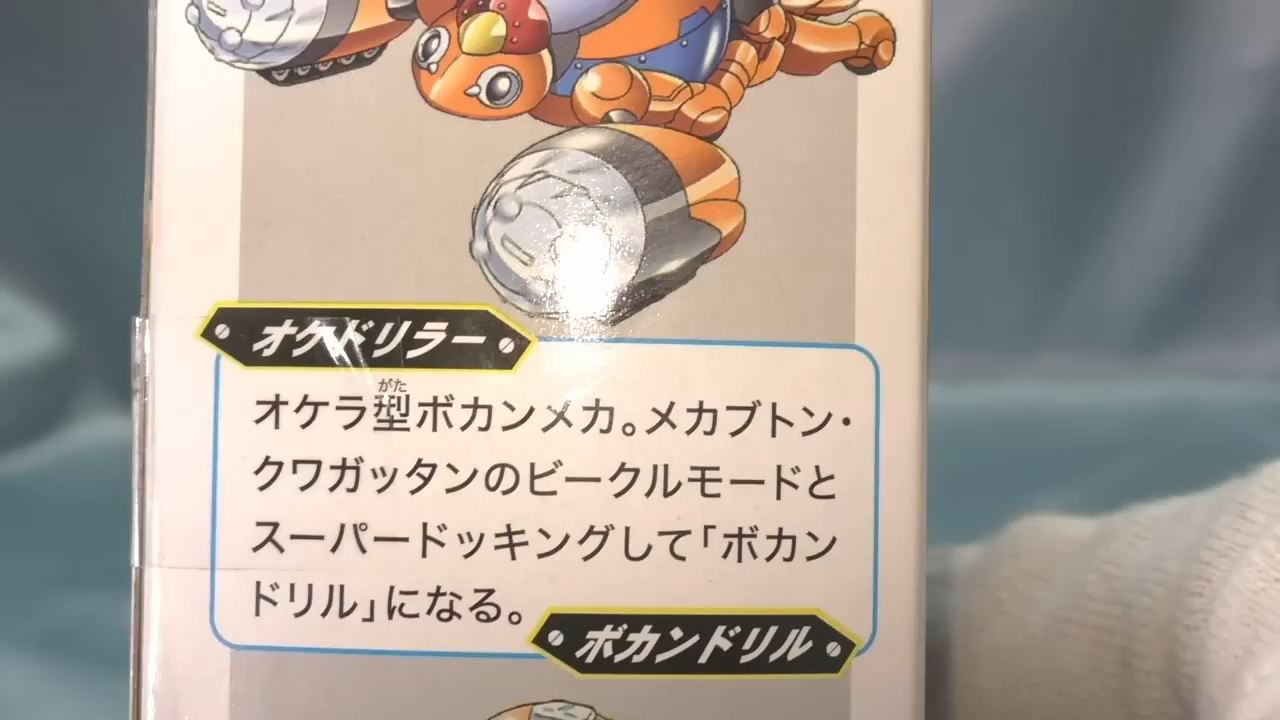 オケドリラー
がた
オケラ型ボカンメカ。メカブトン・
クワガッタンのビークルモードと
スーパードッキングして「ボカン
ドリル」になる。
ボカンドリル